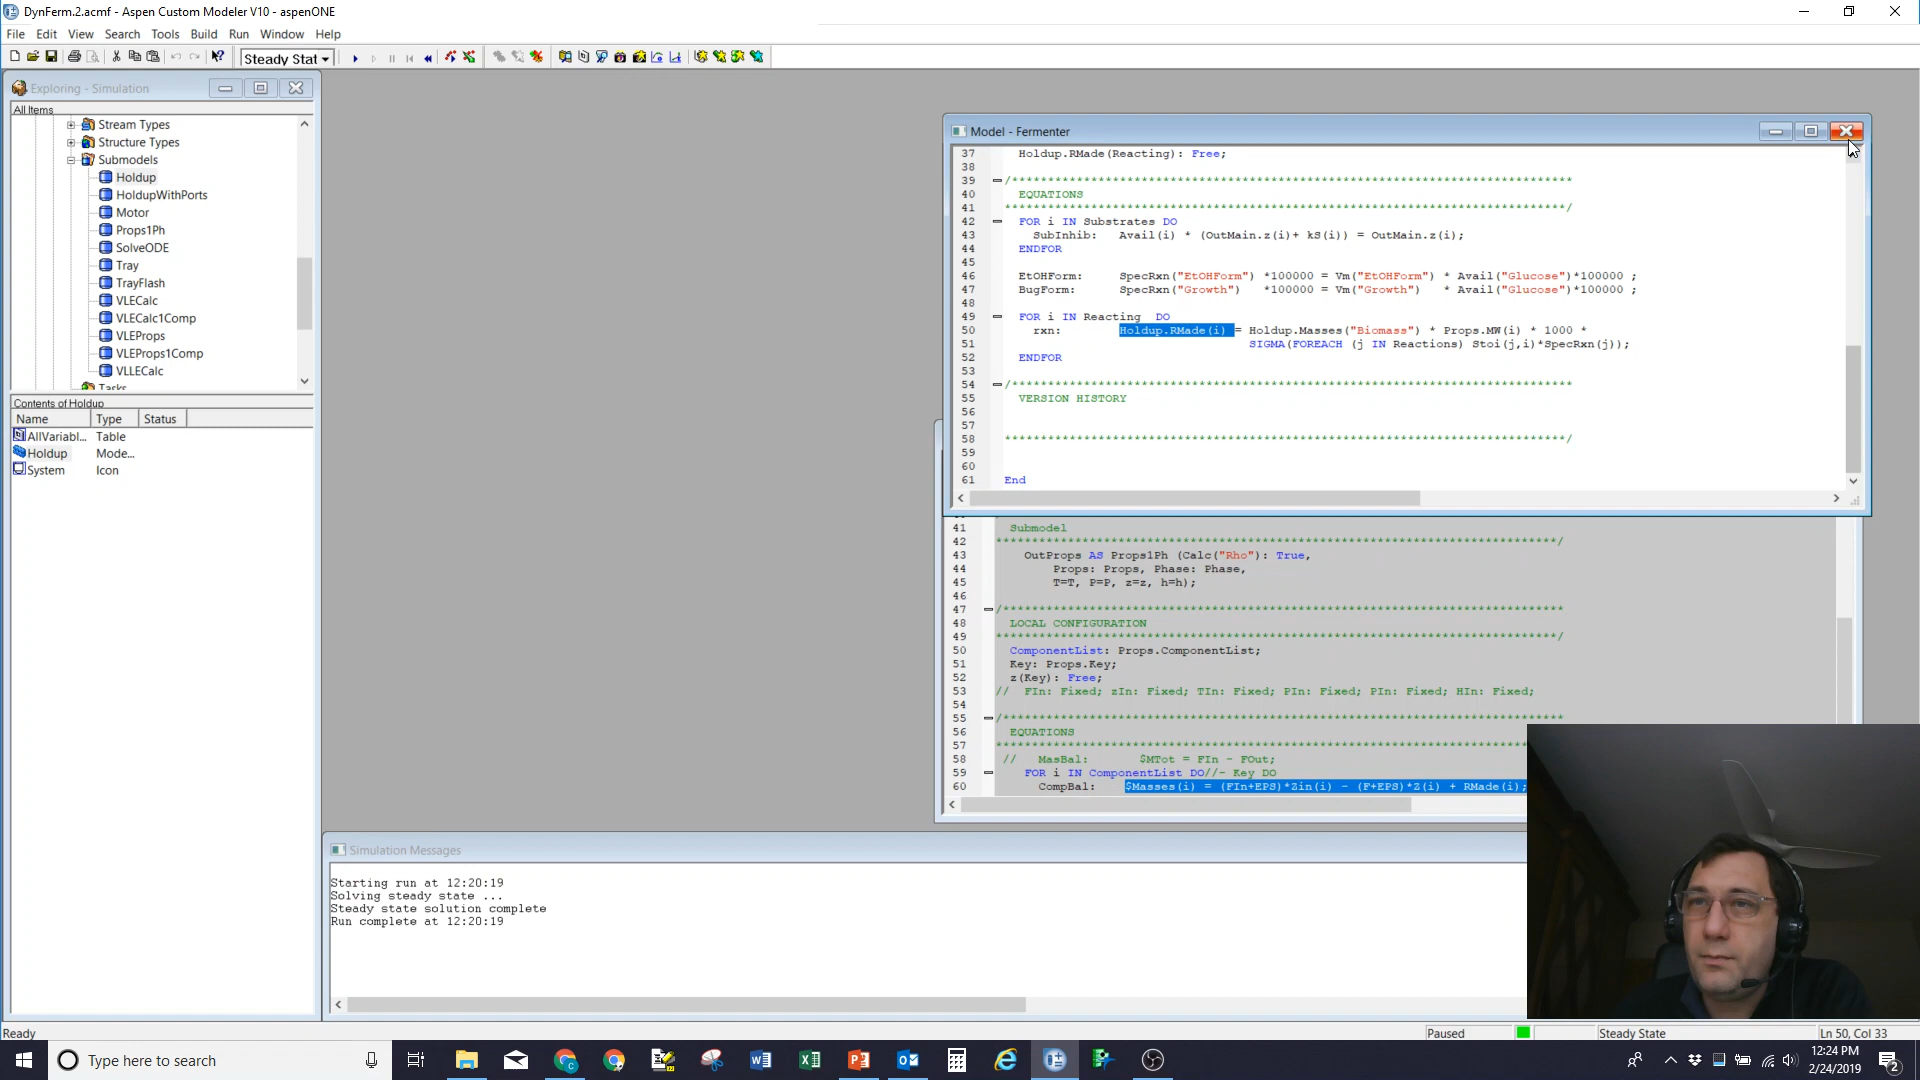 DynFerm.2.acmf - Aspen Custom Modeler V10 - aspenONE
File Edit View Search Tools Build Run Window Help
Steady Stat
Exploring - Simulation
All Items
Stream Types
Structure Types
Submodels
Holdup
HoldupWithPorts
Motor
Props1Ph
SolveODE
Tray
TrayFlash
VLECalc
VLECalc1Comp
VLEProps
VLEProps1Comp
VLLECalc
Tasks
Contents of Holdup
Name Type Status
AllVariabl... Table
Holdup Mode...
System Icon
Model - Fermenter
37 Holdup.RMade(Reacting): Free;
38
39 /******************************************************************************
40 EQUATIONS
41 ******************************************************************************/
42 FOR i IN Substrates DO
43 SubInhib: Avail(i) * (OutMain.z(i)+ kS(i)) = OutMain.z(i);
44 ENDFOR
45
46 EtOHForm: SpecRxn("EtOHForm") *100000 = Vm("EtOHForm") * Avail("Glucose")*100000 ;
47 BugForm: SpecRxn("Growth") *100000 = Vm("Growth") * Avail("Glucose")*100000 ;
48
49 FOR i IN Reacting DO
50 rxn: Holdup.RMade(i) = Holdup.Masses("Biomass") * Props.MW(i) * 1000 *
51 SIGMA(FOREACH (j IN Reactions) Stoi(j,i)*SpecRxn(j));
52 ENDFOR
53
54 /******************************************************************************
55 VERSION HISTORY
56
57
58 ******************************************************************************/
59
60
61 End
41 Submodel
42 ******************************************************************************/
43 OutProps AS Props1Ph (Calc("Rho"): True,
44 Props: Props, Phase: Phase,
45 T=T, P=P, z=z, h=h);
46
47 /******************************************************************************
48 LOCAL CONFIGURATION
49 ******************************************************************************/
50 ComponentList: Props.ComponentList;
51 Key: Props.Key;
52 z(Key): Free;
53 // FIn: Fixed; zIn: Fixed; TIn: Fixed; PIn: Fixed; PIn: Fixed; HIn: Fixed;
54
55 /******************************************************************************
56 EQUATIONS
57 **************************************************************************
58 // MasBal: $MTot = FIn - FOut;
59 FOR i IN ComponentList DO//- Key DO
60 CompBal: $Masses(i) = (FIn+EPS)*Zin(i) - (F+EPS)*Z(i) + RMade(i);
Simulation Messages
Starting run at 12:20:19
Solving steady state ...
Steady state solution complete
Run complete at 12:20:19
Ready Paused Steady State Ln 50, Col 33
Type here to search
12:24 PM
2/24/2019
2